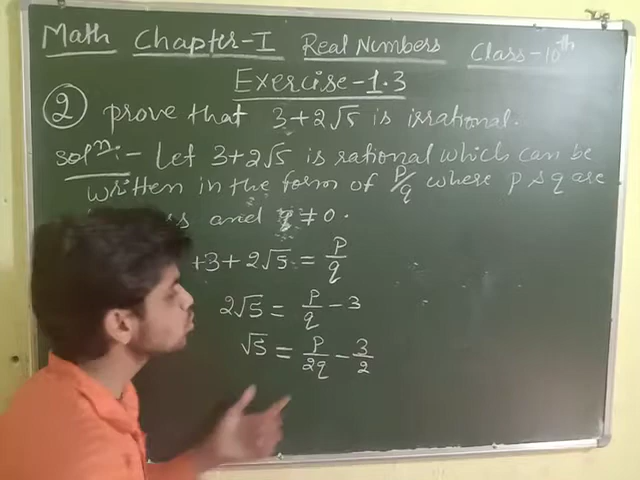 Math Chapter-I Real Numbers Class-10th
Exercise-1.3
② prove that 3+2√5 is irrational.
Solⁿ:- Let 3+2√5 is rational which can be
written in the form of p/q where p & q are
and q ≠ 0.
+3+2√5 = p/q
2√5 = p/q - 3
√5 = p/2q - 3/2